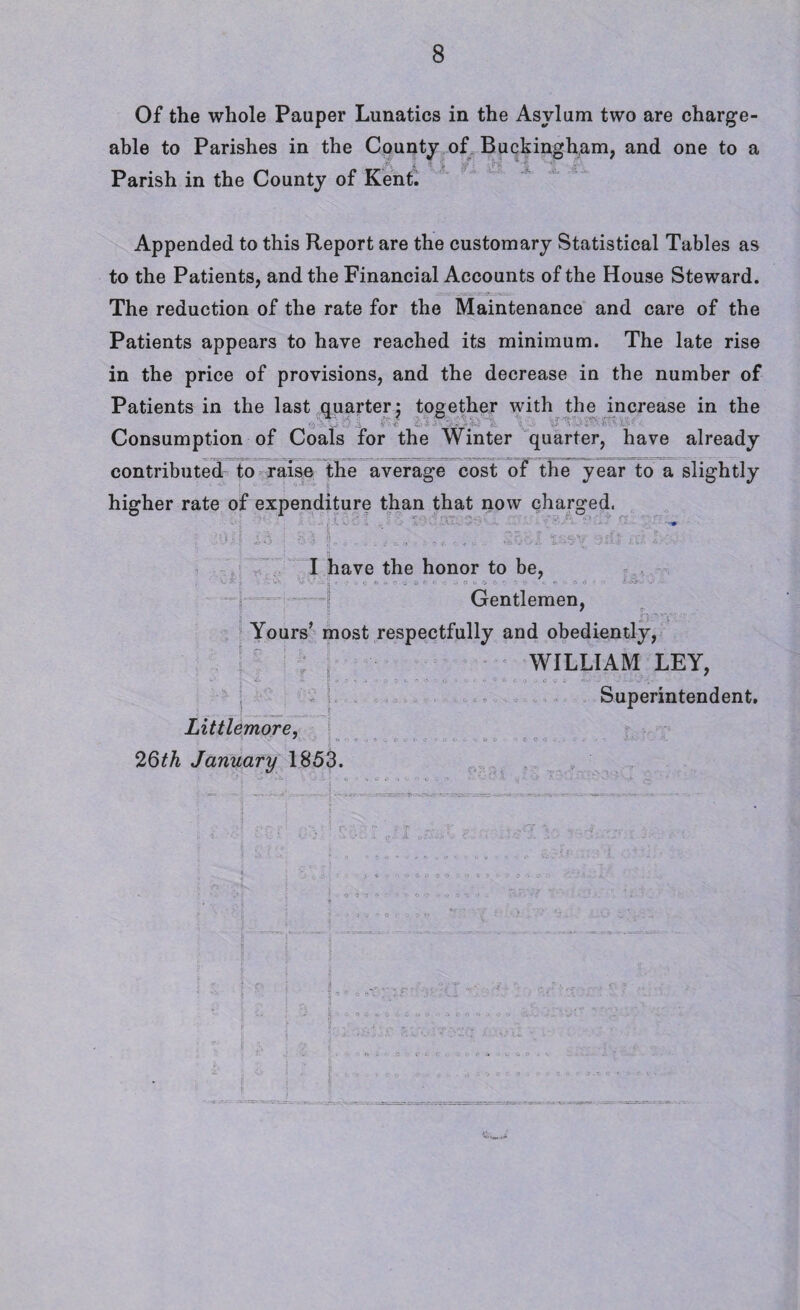 8
Of the whole Pauper Lunatics in the Asylum two are charge-
able to Parishes in the County of Buckingham, and one to a
Parish in the County of Kent.
Appended to this Report are the customary Statistical Tables as
to the Patients, and the Financial Accounts of the House Steward.
The reduction of the rate for the Maintenance and care of the
Patients appears to have reached its minimum. The late rise
in the price of provisions, and the decrease in the number of
Patients in the last quarter; together with the increase in the
Consumption of Coals for the Winter quarter, have already
contributed to raise the average cost of the year to a slightly
higher rate of expenditure than that now charged.
I have the honor to be,
Gentlemen,
Yours' most respectfully and obediently,
WILLIAM LEY,
Superintendent.
Littlemore,
26th January 1853.